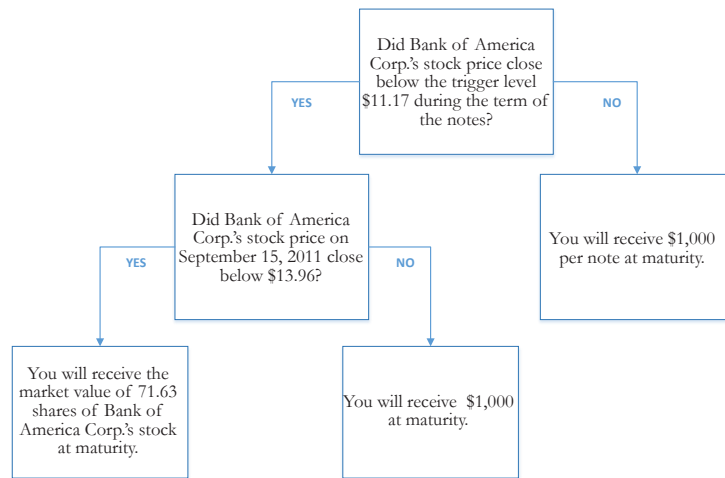 Did Bank of America
Corp.'s stock price close
below the trigger level
$11.17 during the term of
the notes?
YES
NO
Did Bank of America
Corp.'s stock price on
September 15, 2011 close
below $13.96?
You will receive $1,000
per note at maturity.
YES
NO
You will receive the
market value of 71.63
shares of Bank of
America Corp.'s stock
at maturity.
You will receive $1,000
at maturity.